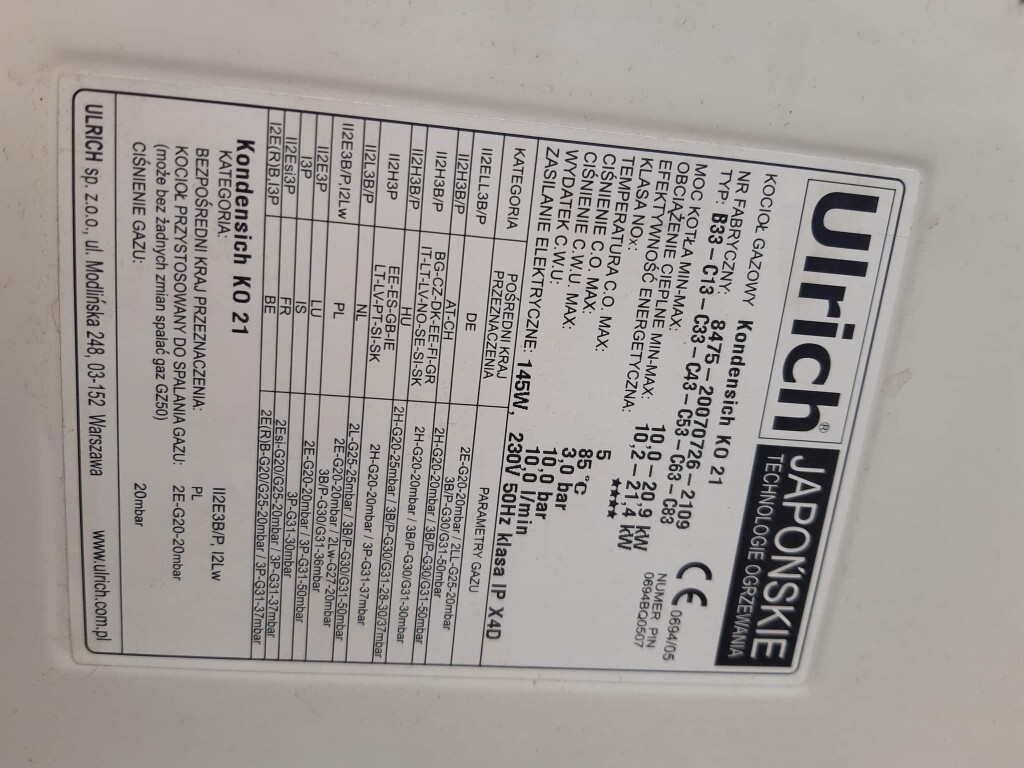 Ulrich®
JAPOŃSKIE
TECHNOLOGIE OGRZEWANIA
KOCIOŁ GAZOWY Kondensich KO 21
CE 0694/05
NR FABRYCZNY: 8475-20070726-2109
NUMER PIN
0694BQ0507
TYP: B33-C13-C33-C43-C53-C63-C83
MOC KOTŁA MIN-MAX: 10,0-20,9 kW
OBCIĄŻENIE CIEPLNE MIN-MAX: 10,2-21,4 kW
EFEKTYWNOŚĆ ENERGETYCZNA: ★★★★
KLASA NOX: 5
TEMPERATURA C.O. MAX: 85°C
CIŚNIENIE C.O. MAX: 3,0 bar
CIŚNIENIE C.W.U. MAX: 10,0 bar
WYDATEK C.W.U.: 10,0 l/min
ZASILANIE ELEKTRYCZNE: 145W, 230V 50Hz klasa IP X4D
KATEGORIA POŚREDNI KRAJ PRZEZNACZENIA PARAMETRY GAZU
II2ELL3B/P DE 2E-G20-20mbar / 2LL-G25-20mbar / 3B/P-G30/G31-50mbar
II2H3B/P AT-CH 2H-G20-20mbar / 3B/P-G30/G31-50mbar
II2H3B/P BG-CZ-DK-EE-FI-GR IT-LT-LV-NO-SE-SI-SK 2H-G20-20mbar / 3B/P-G30/G31-30mbar
II2H3B/P HU 2H-G20-25mbar / 3B/P-G30/G31-28-30/37mbar
II2H3P EE-ES-GB-IE LT-LV-PT-SI-SK 2H-G20-20mbar / 3P-G31-37mbar
II2L3B/P NL 2L-G25-25mbar / 3B/P-G30/G31-50mbar
II2E3B/P,I2Lw PL 2E-G20-20mbar / 2Lw-G27-20mbar 3B/P-G30/G31-36mbar
II2E3P LU 2E-G20-20mbar / 3P-G31-50mbar
I3P IS 3P-G31-30mbar
II2Esi3P FR 2Esi-G20/G25-20mbar / 3P-G31-37mbar
I2E(R)B,I3P BE 2E(R)B-G20/G25-20mbar / 3P-G31-37mbar
Kondensich KO 21
KATEGORIA: II2E3B/P, I2Lw
BEZPOŚREDNI KRAJ PRZEZNACZENIA: PL
KOCIOŁ PRZYSTOSOWANY DO SPALANIA GAZU: 2E-G20-20mbar
(może bez żadnych zmian spalać gaz GZ50)
CIŚNIENIE GAZU: 20mbar
ULRICH sp. z.o.o., ul. Modlińska 248, 03-152 Warszawa www.ulrich.com.pl